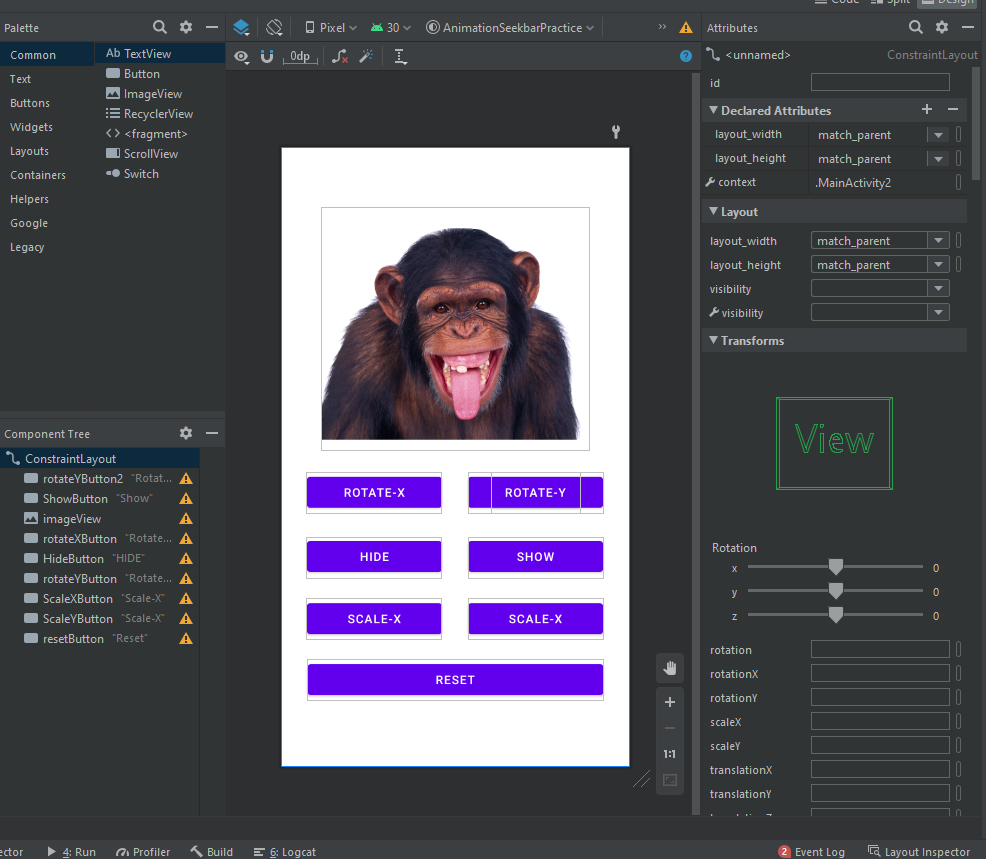 Code Split Design
Palette
Pixel 30 AnimationSeekbarPractice »
Attributes
Common
Text
Buttons
Widgets
Layouts
Containers
Helpers
Google
Legacy
Ab TextView
Button
ImageView
RecyclerView
<> <fragment>
ScrollView
Switch
0dp
?
<unnamed> ConstraintLayout
id
Declared Attributes
layout_width match_parent
layout_height match_parent
context .MainActivity2
Layout
layout_width match_parent
layout_height match_parent
visibility
visibility
Transforms
View
Rotation
x 0
y 0
z 0
rotation
rotationX
rotationY
scaleX
scaleY
translationX
translationY
translationZ
ROTATE-X ROTATE-Y
HIDE SHOW
SCALE-X SCALE-X
RESET
1:1
Component Tree
ConstraintLayout
rotateYButton2 "Rotat...
ShowButton "Show"
imageView
rotateXButton "Rotate...
HideButton "HIDE"
rotateYButton "Rotate...
ScaleXButton "Scale-X"
ScaleYButton "Scale-X"
resetButton "Reset"
ector 4: Run Profiler Build 6: Logcat 2 Event Log Layout Inspector